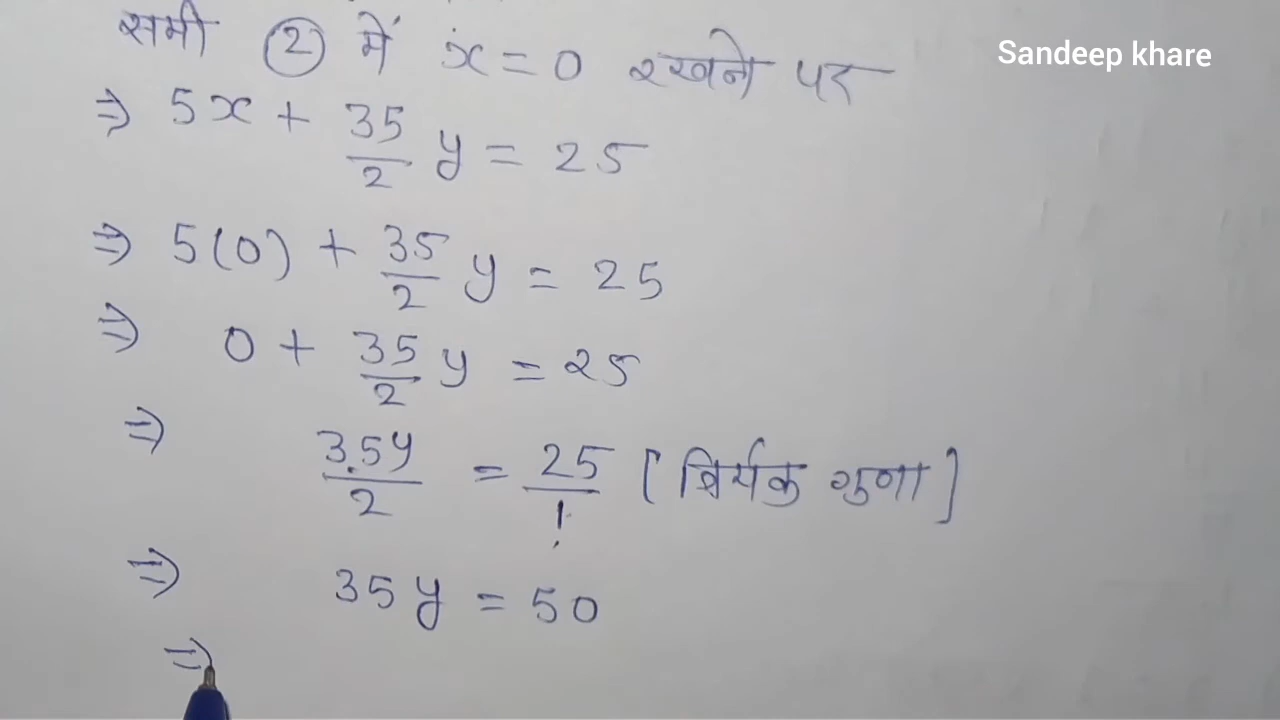 Sandeep khare
समी ② में x = 0 रखने पर
⇒ 5x + 35/2 y = 25
⇒ 5(0) + 35/2 y = 25
⇒ 0 + 35/2 y = 25
⇒ 35y/2 = 25/1 [ त्रिर्यक गुणा ]
⇒ 35y = 50
⇒